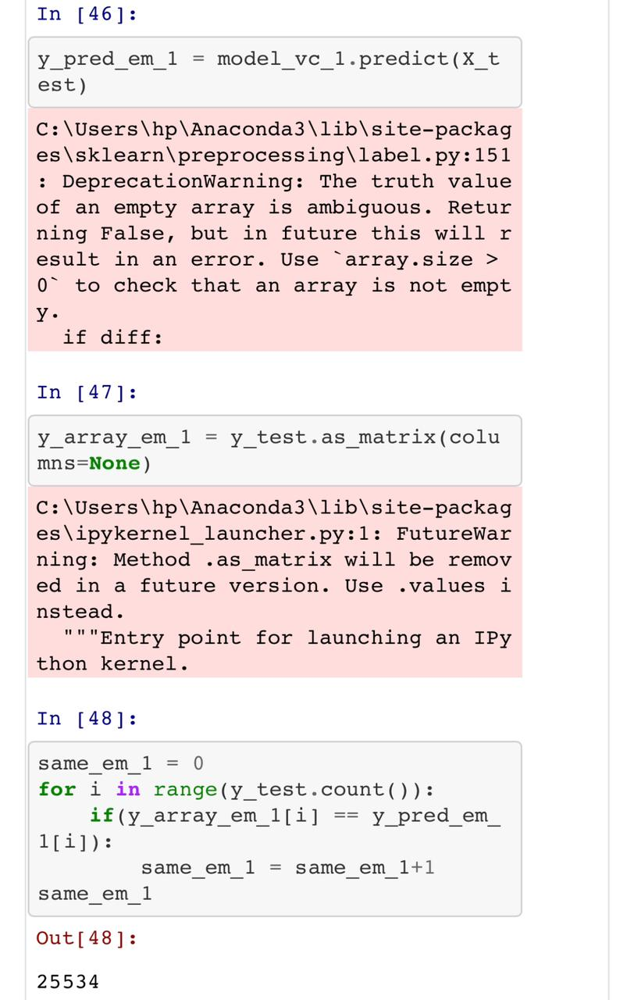 In [46]:
y_pred_em_1 = model_vc_1.predict(X_t
est)
C:\Users\hp\Anaconda3\lib\site-packag
es\sklearn\preprocessing\label.py:151
: DeprecationWarning: The truth value
of an empty array is ambiguous. Retur
ning False, but in future this will r
esult in an error. Use `array.size >
0` to check that an array is not empt
y.
  if diff:
In [47]:
y_array_em_1 = y_test.as_matrix(colu
mns=None)
C:\Users\hp\Anaconda3\lib\site-packag
es\ipykernel_launcher.py:1: FutureWar
ning: Method .as_matrix will be remov
ed in a future version. Use .values i
nstead.
  """Entry point for launching an IPy
thon kernel.
In [48]:
same_em_1 = 0
for i in range(y_test.count()):
    if(y_array_em_1[i] == y_pred_em_
1[i]):
        same_em_1 = same_em_1+1
same_em_1
Out[48]:
25534